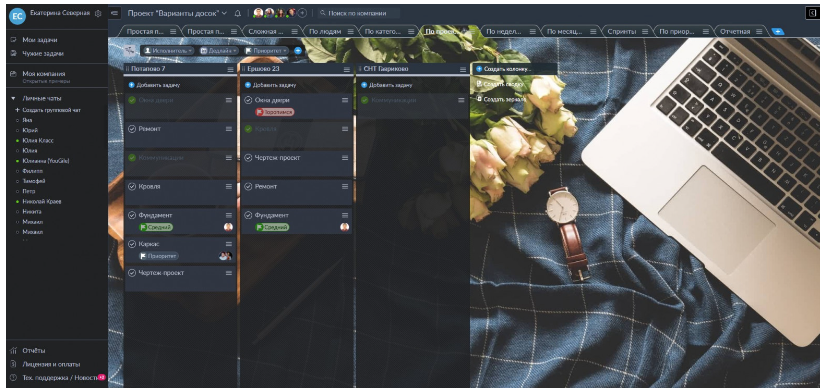 ЕС
Екатерина Северная
Проект "Варианты досок"
Поиск по компании
Простая п...
Простая п...
Сложная ...
По людям
По катего...
По прое...
По недел...
По месяц...
Спринты
По приор...
Отчетная
Исполнитель
Дедлайн
Приоритет
Мои задачи
Чужие задачи
Моя компания
Открытые примеры
Личные чаты
Создать групповой чат
Яна
Юрий
Юлия Класс
Юлия
Юлианна (YouGile)
Филипп
Тимофей
Петр
Николай Краев
Никита
Михаил
Михаил
Отчёты
Лицензия и оплаты
Тех. поддержка / Новости
Потапово 7
Добавить задачу
Окна двери
Ремонт
Коммуникации
Кровля
Фундамент
Средний
Каркас
Приоритет
Чертеж-проект
Ершово 23
Добавить задачу
Окна двери
Торопимся
Кровля
Чертеж-проект
Ремонт
Фундамент
Средний
СНТ Гавриково
Добавить задачу
Коммуникации
Создать колонку...
Создать сводку...
Создать зеркало...